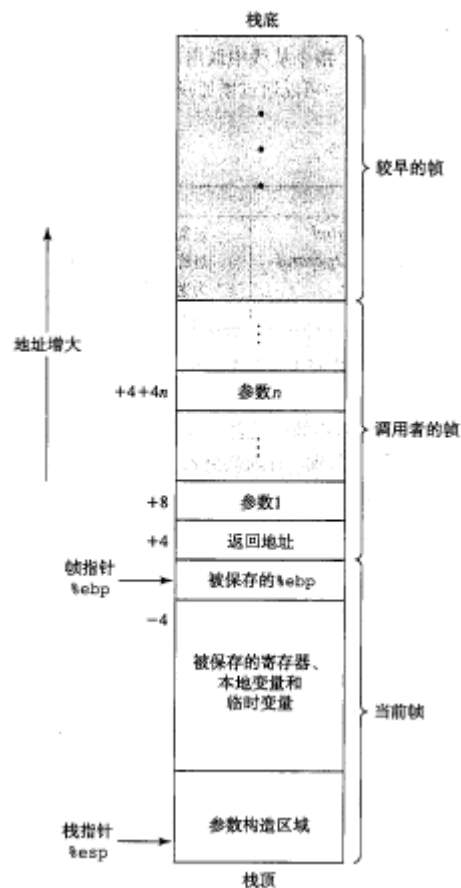 栈底
较早的帧
地址增大
+4+4n
参数n
调用者的帧
+8
参数1
+4
返回地址
帧指针
%ebp
被保存的%ebp
-4
被保存的寄存器、
本地变量和
临时变量
当前帧
栈指针
%esp
参数构造区域
栈顶